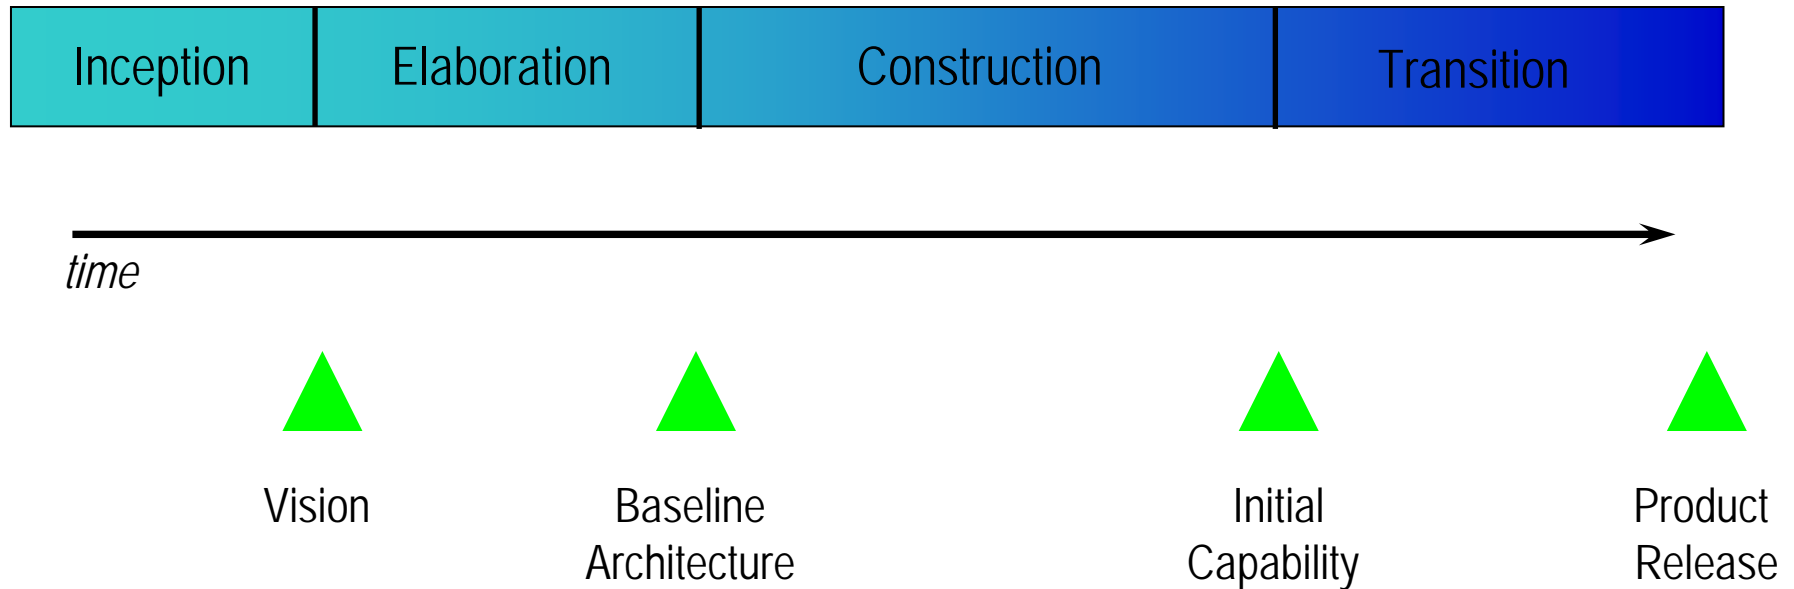 Inception
Elaboration
Construction
Transition
time
Vision
Baseline
Architecture
Initial
Capability
Product
Release